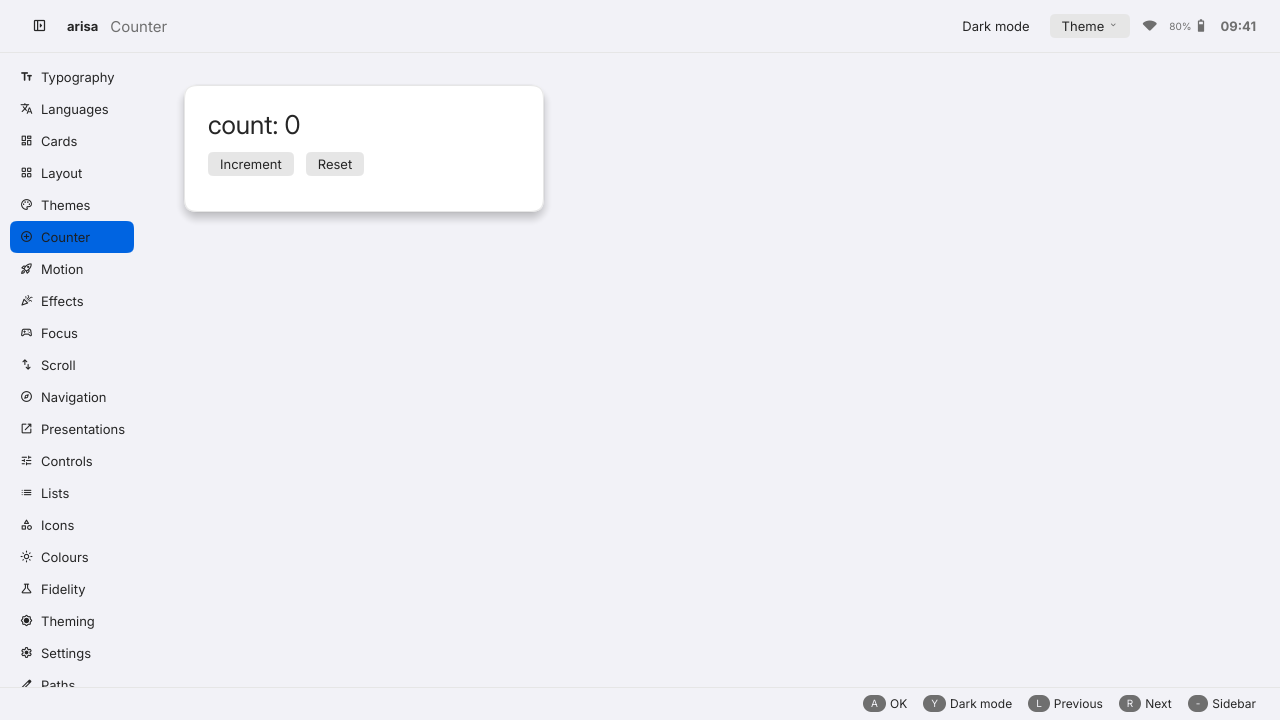 arisa Counter
Dark mode
Theme
80%
09:41
Typography
Languages
Cards
Layout
Themes
Counter
Motion
Effects
Focus
Scroll
Navigation
Presentations
Controls
Lists
Icons
Colours
Fidelity
Theming
Settings
Paths
count: 0
Increment Reset
A OK Y Dark mode L Previous R Next - Sidebar